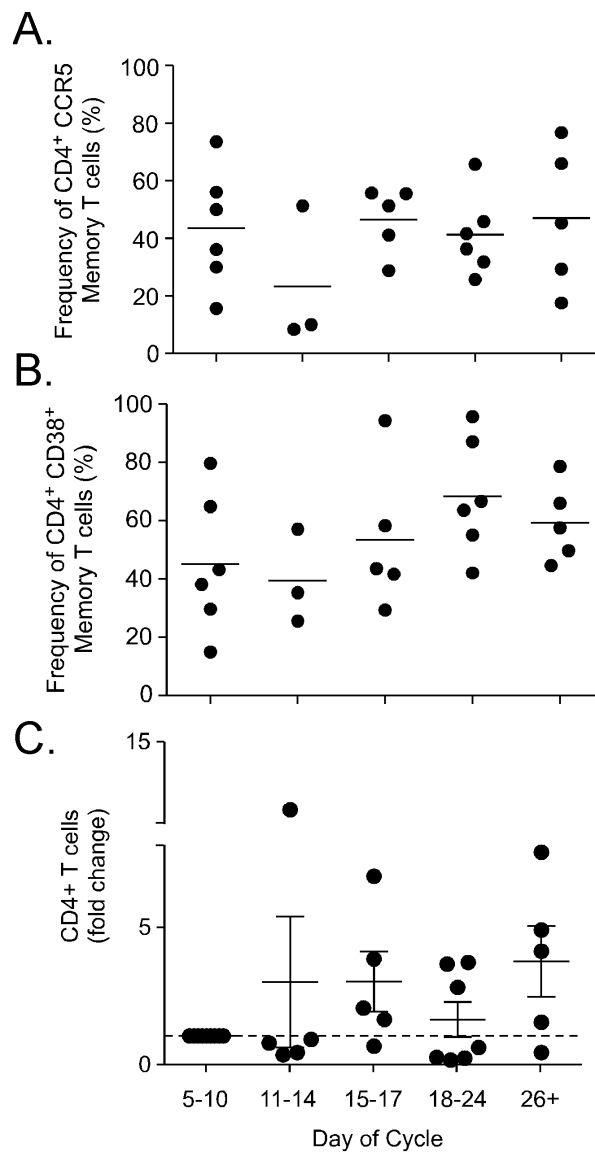 A.
Frequency of CD4⁺ CCR5
Memory T cells (%)
100
80
60
40
20
0
B.
Frequency of CD4⁺ CD38⁺
Memory T cells (%)
100
80
60
40
20
0
C.
CD4+ T cells
(fold change)
15
5
0
5-10 11-14 15-17 18-24 26+
Day of Cycle